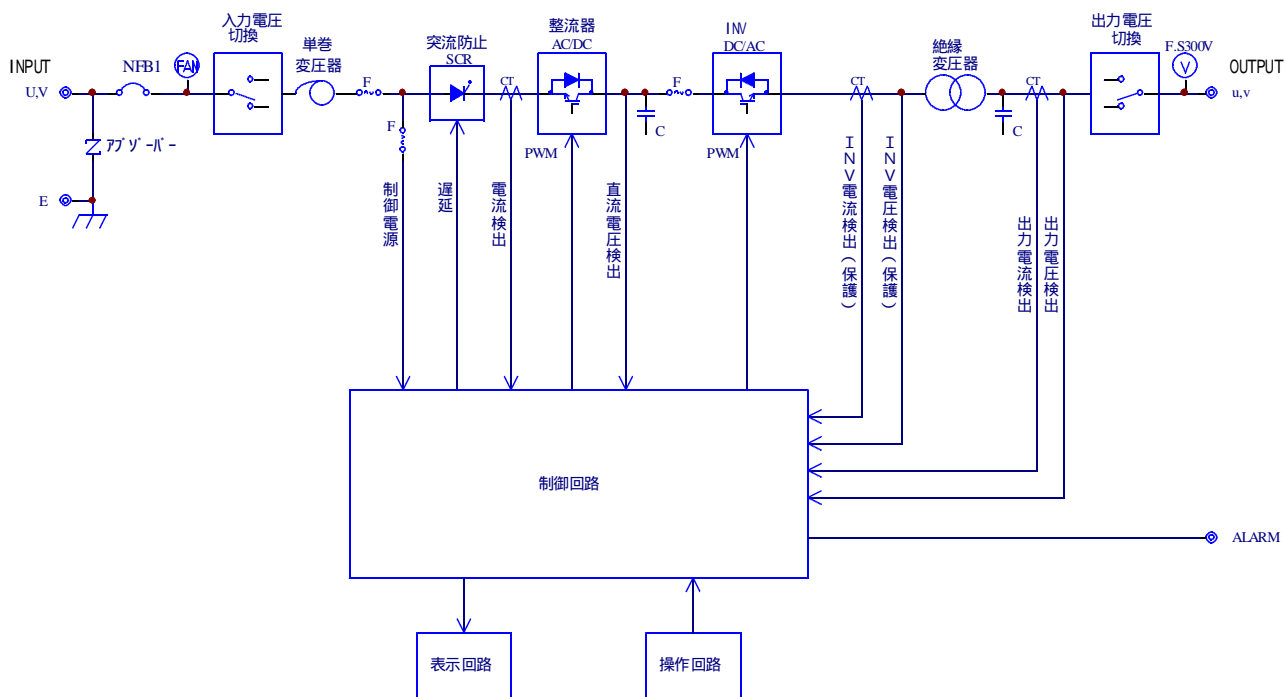 INPUT
U,V
NFB1
FAN
入力電圧
切換
単巻
変圧器
F
突流防止
SCR
CT
整流器
AC/DC
F
INV
DC/AC
CT
絶縁
変圧器
CT
出力電圧
切換
F.S300V
V
OUTPUT
u,v
アブソーバー
E
F
PWM
C
PWM
C
制御電源
遅延
電流検出
直流電圧検出
INV電流検出(保護)
INV電圧検出(保護)
出力電流検出
出力電圧検出
制御回路
ALARM
表示回路
操作回路